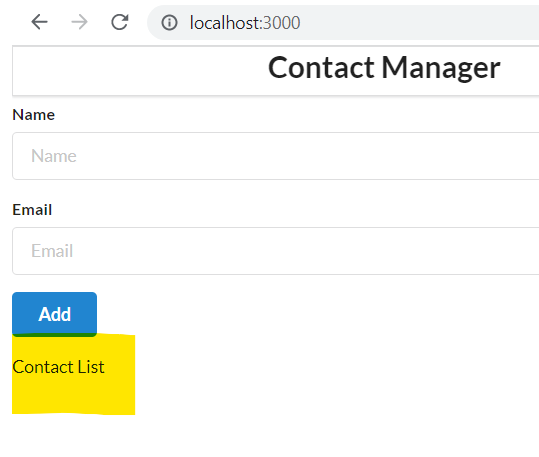 localhost:3000
Contact Manager
Name
Name
Email
Email
Add
Contact List